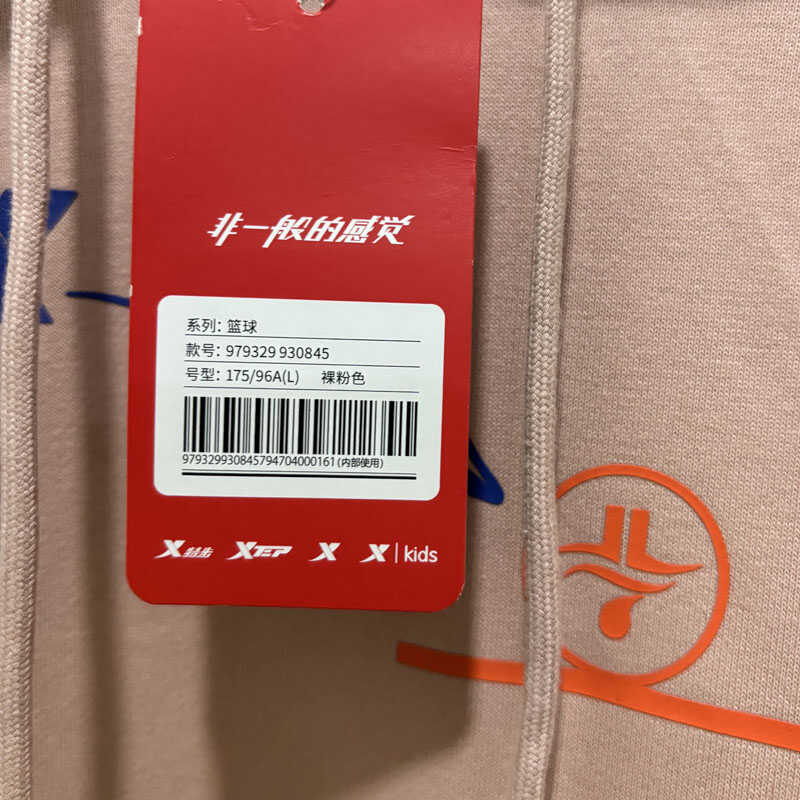 非一般的感觉
系列: 篮球
款号: 979329 930845
号型: 175/96A(L) 裸粉色
979329930845794704000161 (内部使用)
X特步 XTEP X X|kids